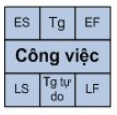 ES Tg EF
Công việc
LS Tg tự do LF